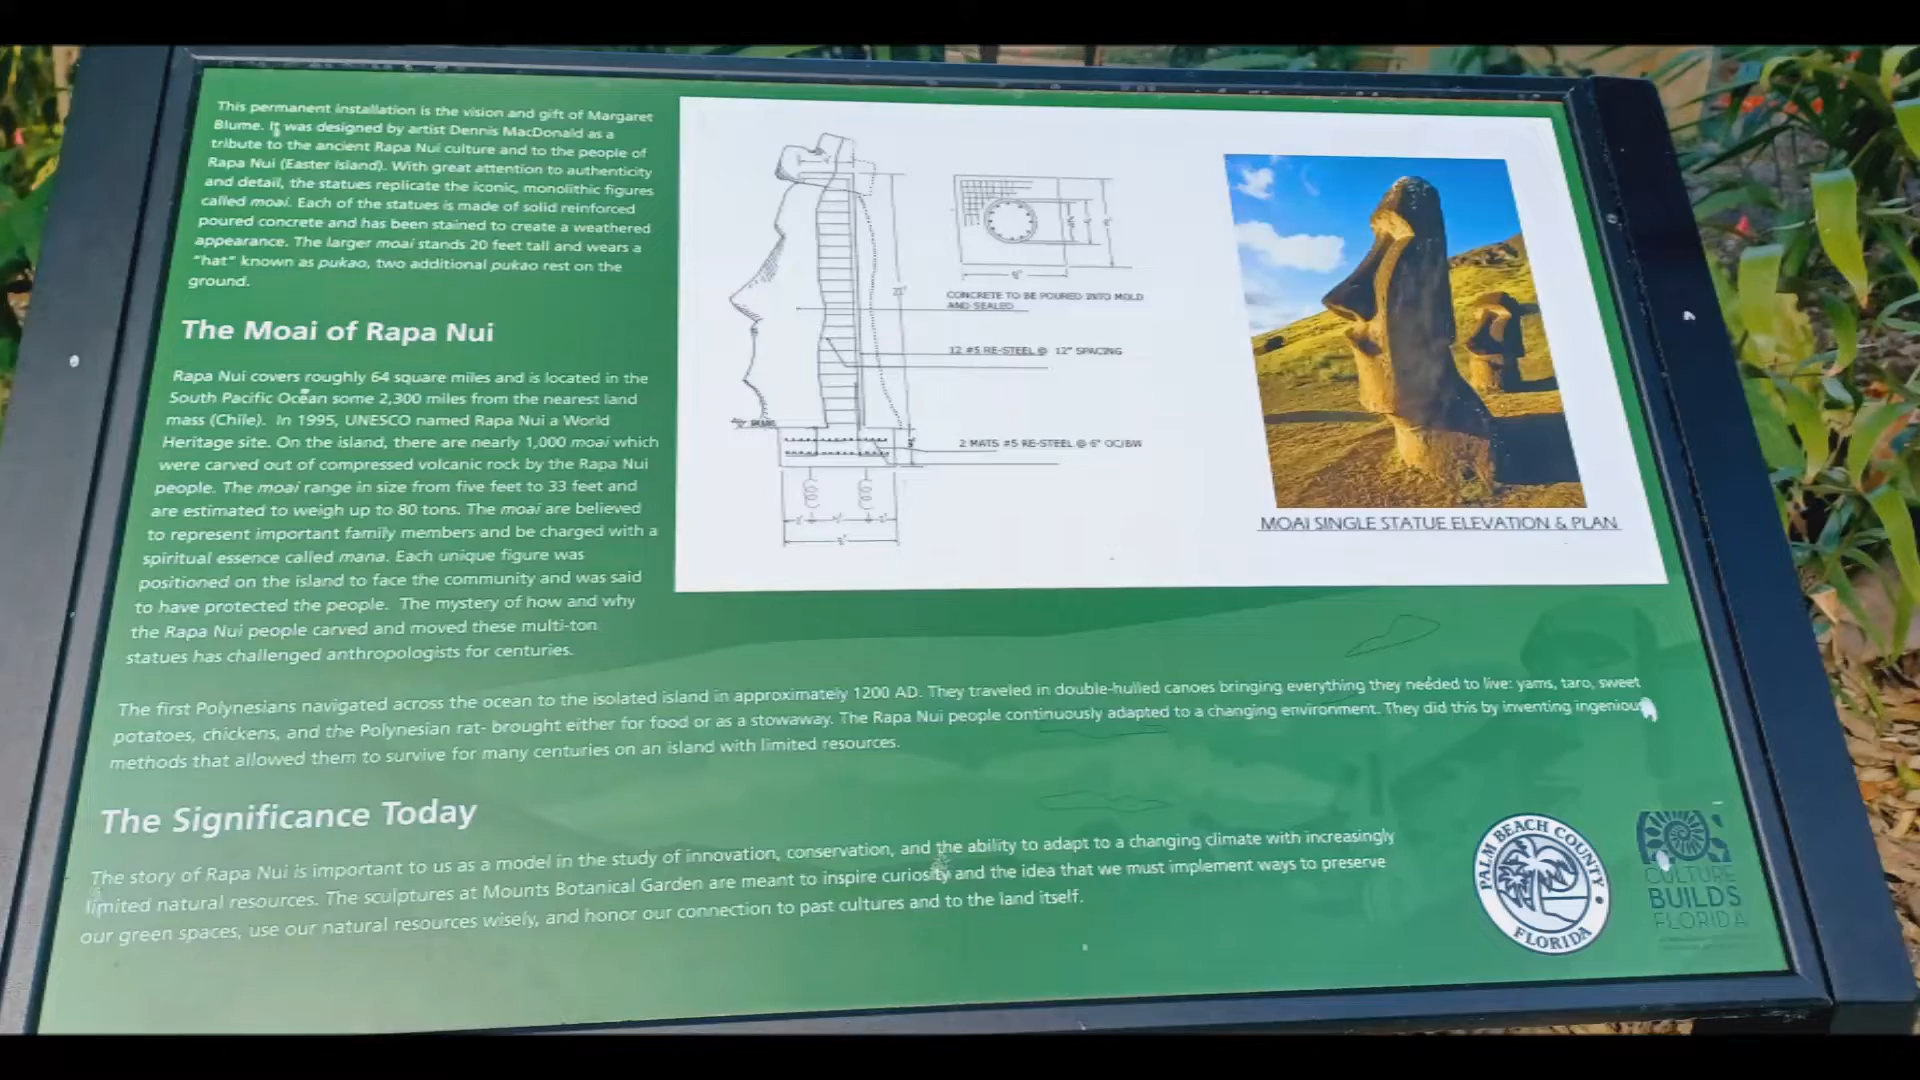 This permanent installation is the vision and gift of Margaret
Blume. It was designed by artist Dennis MacDonald as a
tribute to the ancient Rapa Nui culture and to the people of
Rapa Nui (Easter Island). With great attention to authenticity
and detail, the statues replicate the iconic, monolithic figures
called moai. Each of the statues is made of solid reinforced
poured concrete and has been stained to create a weathered
appearance. The larger moai stands 20 feet tall and wears a
"hat" known as pukao, two additional pukao rest on the
ground.
The Moai of Rapa Nui
Rapa Nui covers roughly 64 square miles and is located in the
South Pacific Ocean some 2,300 miles from the nearest land
mass (Chile). In 1995, UNESCO named Rapa Nui a World
Heritage site. On the island, there are nearly 1,000 moai which
were carved out of compressed volcanic rock by the Rapa Nui
people. The moai range in size from five feet to 33 feet and
are estimated to weigh up to 80 tons. The moai are believed
to represent important family members and be charged with a
spiritual essence called mana. Each unique figure was
positioned on the island to face the community and was said
to have protected the people. The mystery of how and why
the Rapa Nui people carved and moved these multi-ton
statues has challenged anthropologists for centuries.
CONCRETE TO BE POURED INTO MOLD
AND SEALED
12 #5 RE-STEEL @ 12" SPACING
2 MATS #5 RE-STEEL @ 6" OC/BW
MOAI SINGLE STATUE ELEVATION & PLAN
The first Polynesians navigated across the ocean to the isolated island in approximately 1200 AD. They traveled in double-hulled canoes bringing everything they needed to live: yams, taro, sweet
potatoes, chickens, and the Polynesian rat- brought either for food or as a stowaway. The Rapa Nui people continuously adapted to a changing environment. They did this by inventing ingenious
methods that allowed them to survive for many centuries on an island with limited resources.
The Significance Today
The story of Rapa Nui is important to us as a model in the study of innovation, conservation, and the ability to adapt to a changing climate with increasingly
limited natural resources. The sculptures at Mounts Botanical Garden are meant to inspire curiosity and the idea that we must implement ways to preserve
our green spaces, use our natural resources wisely, and honor our connection to past cultures and to the land itself.
PALM BEACH COUNTY
FLORIDA
CULTURE
BUILDS
FLORIDA